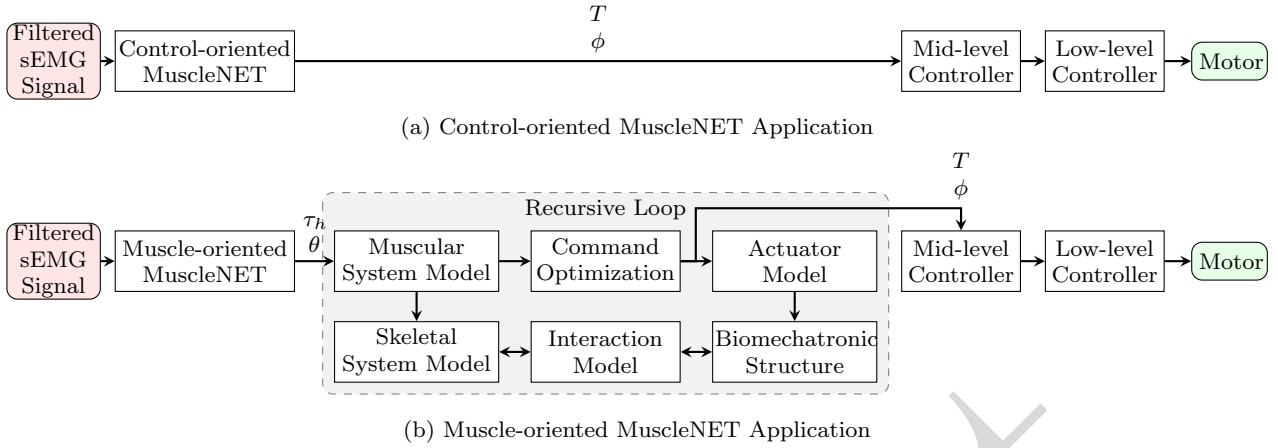 T
φ
Filtered
sEMG
Signal
Control-oriented
MuscleNET
Mid-level
Controller
Low-level
Controller
Motor
(a) Control-oriented MuscleNET Application
T
φ
Recursive Loop
Filtered
sEMG
Signal
Muscle-oriented
MuscleNET
τh
θ
Muscular
System Model
Command
Optimization
Actuator
Model
Mid-level
Controller
Low-level
Controller
Motor
Skeletal
System Model
Interaction
Model
Biomechatronic
Structure
(b) Muscle-oriented MuscleNET Application